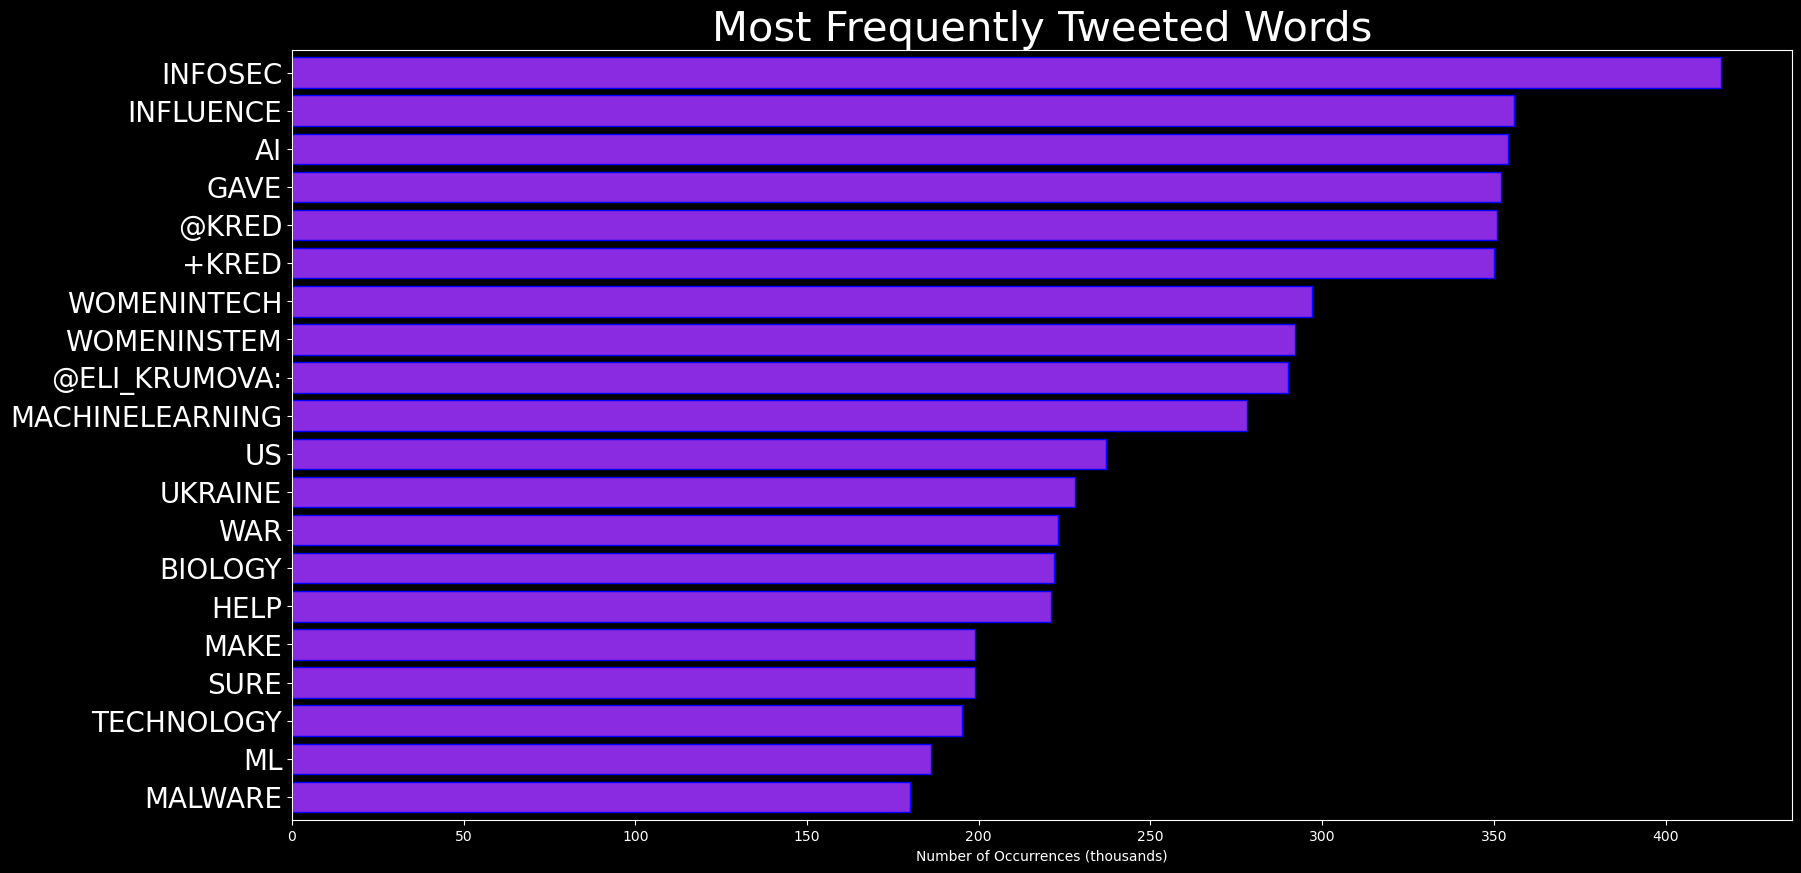 Most Frequently Tweeted Words
INFOSEC
INFLUENCE
AI
GAVE
@KRED
+KRED
WOMENINTECH
WOMENINSTEM
@ELI_KRUMOVA:
MACHINELEARNING
US
UKRAINE
WAR
BIOLOGY
HELP
MAKE
SURE
TECHNOLOGY
ML
MALWARE
0 50 100 150 200 250 300 350 400
Number of Occurrences (thousands)